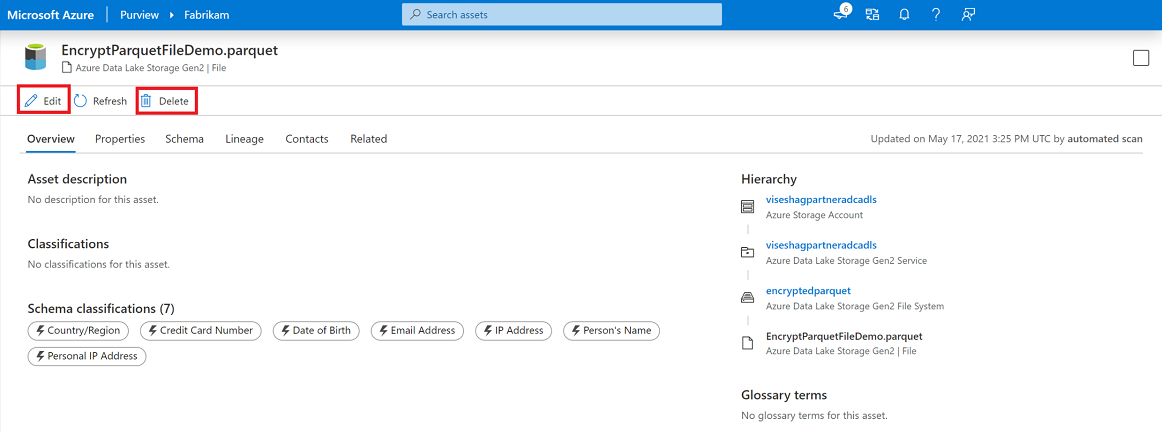 Microsoft Azure Purview Fabrikam Search assets 6
EncryptParquetFileDemo.parquet
Azure Data Lake Storage Gen2 | File
Edit Refresh Delete
Overview Properties Schema Lineage Contacts Related Updated on May 17, 2021 3:25 PM UTC by automated scan
Asset description
No description for this asset.
Classifications
No classifications for this asset.
Schema classifications (7)
Country/Region Credit Card Number Date of Birth Email Address IP Address Person's Name
Personal IP Address
Hierarchy
viseshagpartneradcadls
Azure Storage Account
viseshagpartneradcadls
Azure Data Lake Storage Gen2 Service
encryptedparquet
Azure Data Lake Storage Gen2 File System
EncryptParquetFileDemo.parquet
Azure Data Lake Storage Gen2 | File
Glossary terms
No glossary terms for this asset.